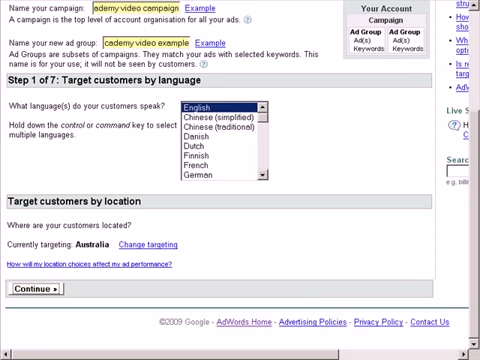 Name your campaign: ademy video campaign Example
A campaign is the top level of account organisation for all your ads.
Name your new ad group: cademy video example Example
Ad Groups are subsets of campaigns. They match your ads with selected keywords. This
name is for your use; it will not be seen by customers.
Your Account
Campaign
Ad Group Ad Group
Ad(s) Ad(s)
Keywords Keywords
Step 1 of 7: Target customers by language
What language(s) do your customers speak?
Hold down the control or command key to select
multiple languages.
English
Chinese (simplified)
Chinese (traditional)
Danish
Dutch
Finnish
French
German
Live S
Searc
e.g. billin
Target customers by location
Where are your customers located?
Currently targeting: Australia Change targeting
How will my location choices affect my ad performance?
Continue »
©2009 Google - AdWords Home - Advertising Policies - Privacy Policy - Contact Us